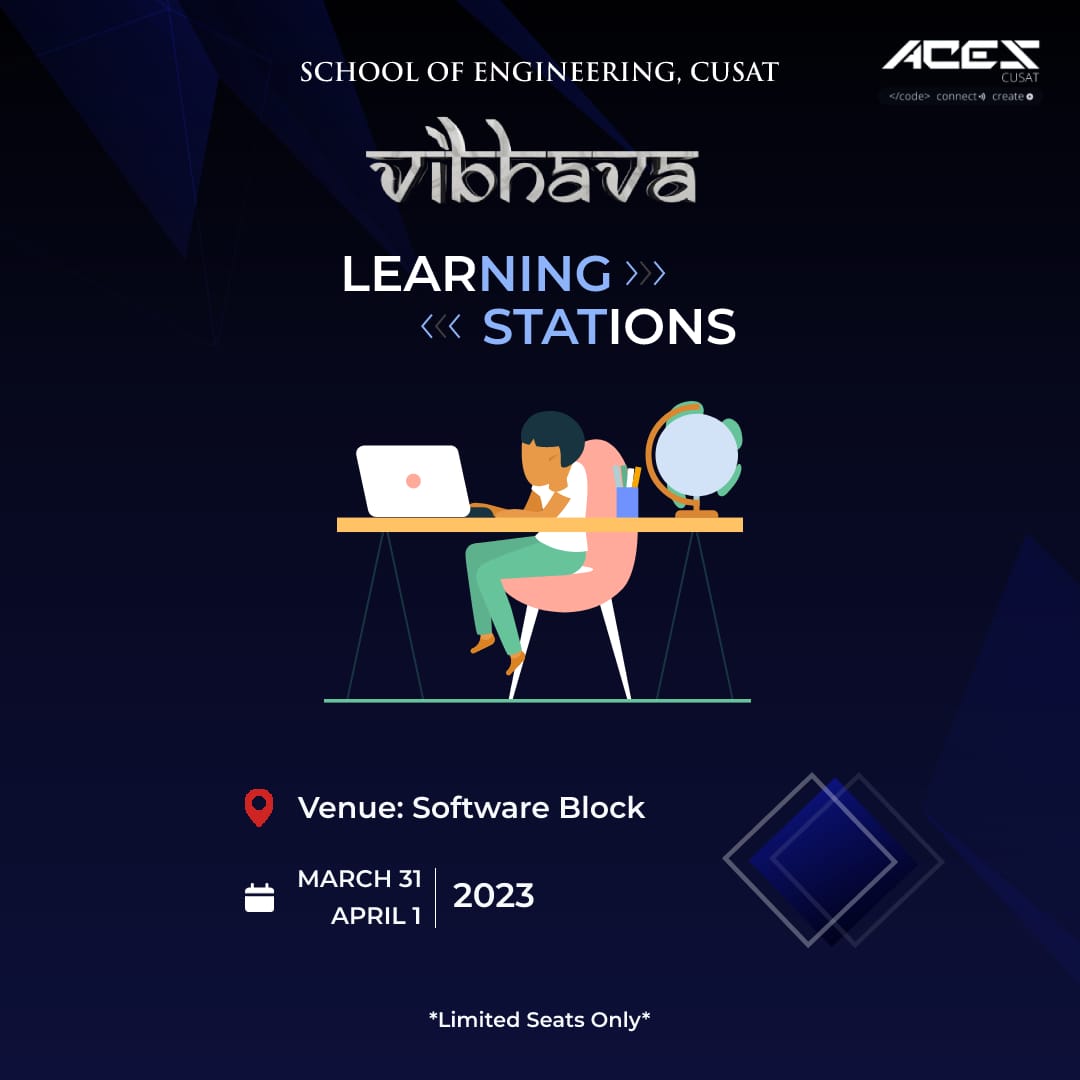 SCHOOL OF ENGINEERING, CUSAT
ACES
CUSAT
</code> connect create
vibhava
LEARNING >>>
<<< STATIONS
Venue: Software Block
MARCH 31
APRIL 1
2023
*Limited Seats Only*